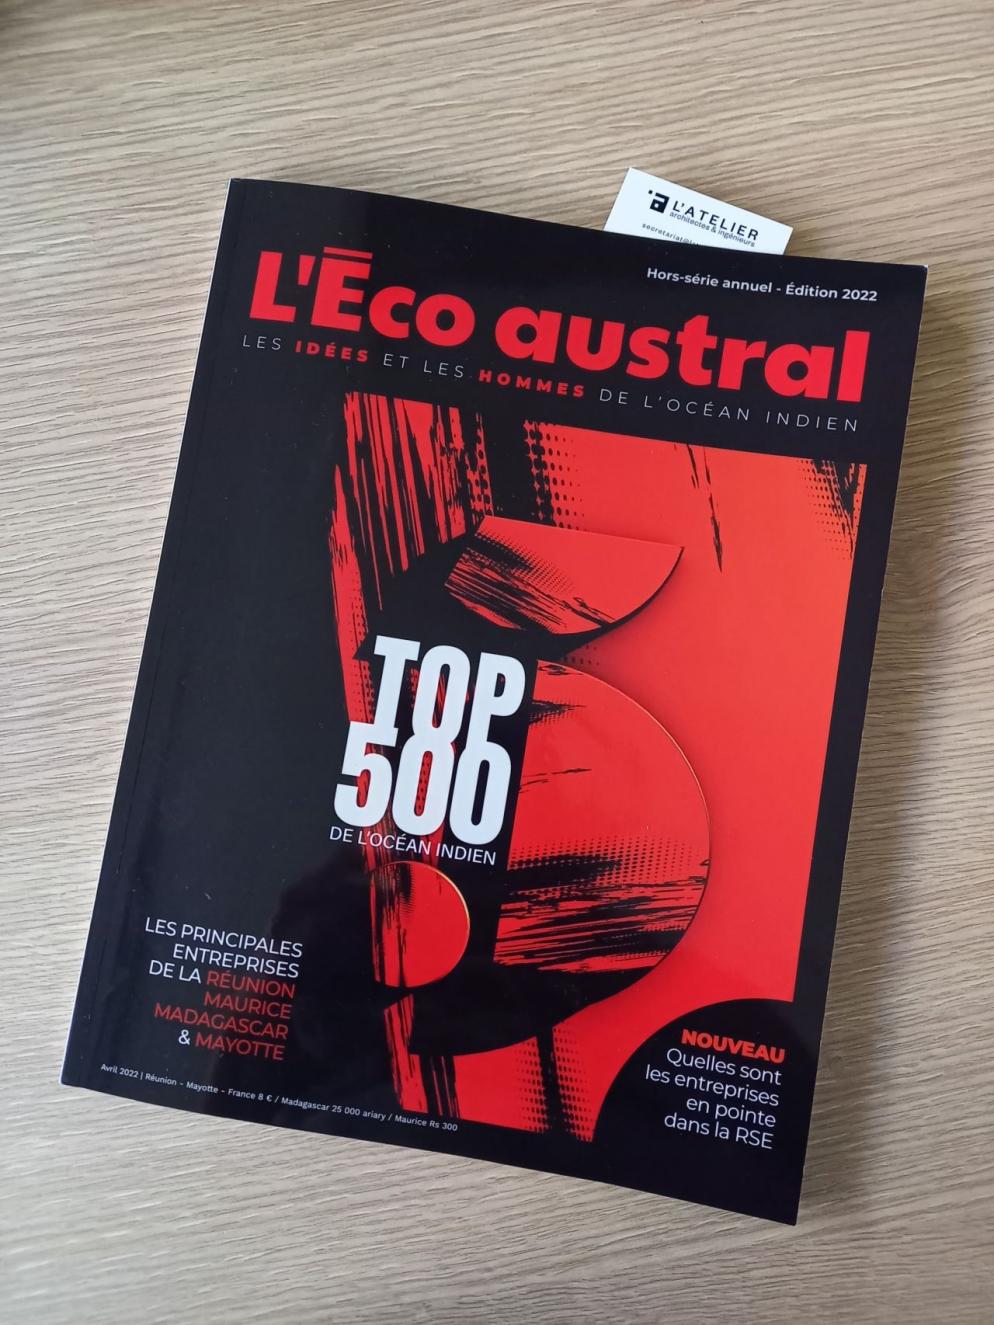 L'ATELIER
architectes & ingénieurs
Hors-série annuel - Édition 2022
L'Éco austral
LES IDÉES ET LES HOMMES DE L'OCÉAN INDIEN
TOP
500
DE L'OCÉAN INDIEN
LES PRINCIPALES
ENTREPRISES
DE LA RÉUNION
MAURICE
MADAGASCAR
& MAYOTTE
NOUVEAU
Quelles sont
les entreprises
en pointe
dans la RSE
Avril 2022 | Réunion - Mayotte - France 8 € / Madagascar 25 000 ariary / Maurice Rs 300